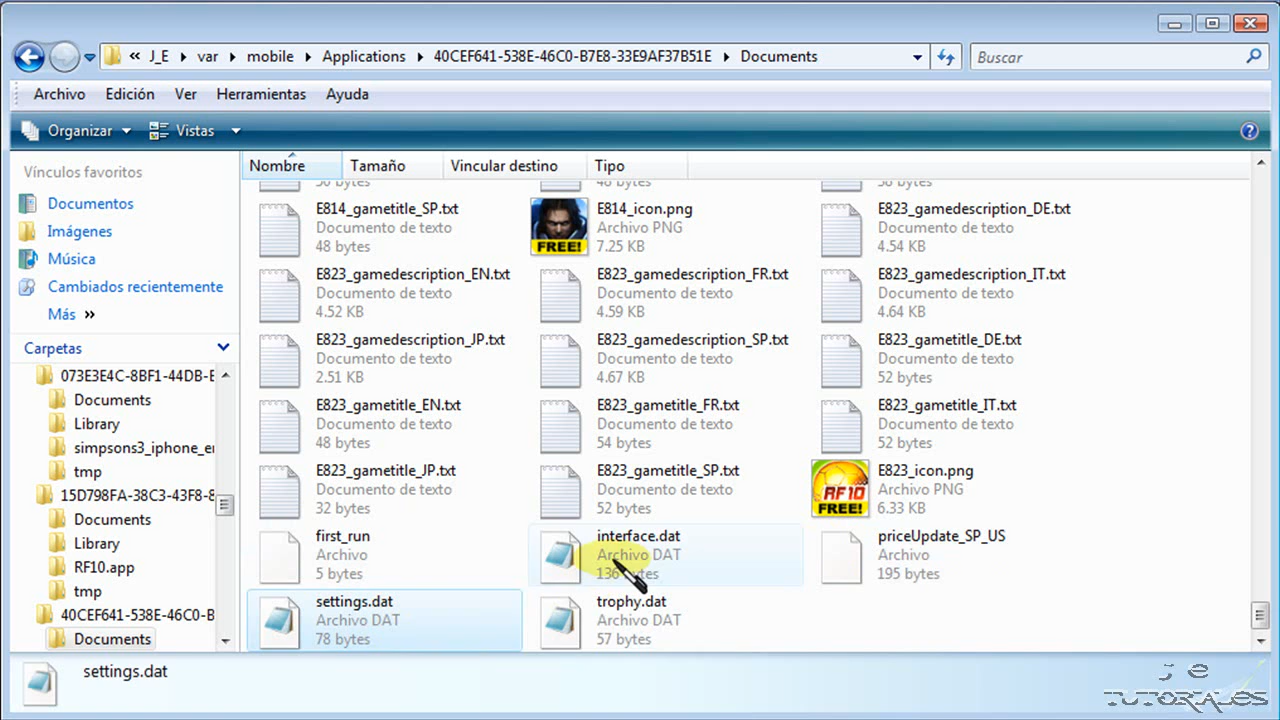 « J_E ▸ var ▸ mobile ▸ Applications ▸ 40CEF641-538E-46C0-B7E8-33E9AF37B51E ▸ Documents
Buscar
Archivo Edición Ver Herramientas Ayuda
Organizar Vistas
Vínculos favoritos
Documentos
Imágenes
Música
Cambiados recientemente
Más »
Carpetas
073E3E4C-8BF1-44DB-E
Documents
Library
simpsons3_iphone_en
tmp
15D798FA-38C3-43F8-8
Documents
Library
RF10.app
tmp
40CEF641-538E-46C0-B
Documents
Nombre Tamaño Vincular destino Tipo
E814_gametitle_SP.txt
Documento de texto
48 bytes
FREE!
E814_icon.png
Archivo PNG
7.25 KB
E823_gamedescription_DE.txt
Documento de texto
4.54 KB
E823_gamedescription_EN.txt
Documento de texto
4.52 KB
E823_gamedescription_FR.txt
Documento de texto
4.59 KB
E823_gamedescription_IT.txt
Documento de texto
4.64 KB
E823_gamedescription_JP.txt
Documento de texto
2.51 KB
E823_gamedescription_SP.txt
Documento de texto
4.67 KB
E823_gametitle_DE.txt
Documento de texto
52 bytes
E823_gametitle_EN.txt
Documento de texto
48 bytes
E823_gametitle_FR.txt
Documento de texto
54 bytes
E823_gametitle_IT.txt
Documento de texto
52 bytes
E823_gametitle_JP.txt
Documento de texto
32 bytes
E823_gametitle_SP.txt
Documento de texto
52 bytes
RF10
FREE!
E823_icon.png
Archivo PNG
6.33 KB
first_run
Archivo
5 bytes
interface.dat
Archivo DAT
136 bytes
priceUpdate_SP_US
Archivo
195 bytes
settings.dat
Archivo DAT
78 bytes
trophy.dat
Archivo DAT
57 bytes
settings.dat
j e
TUTORIALES